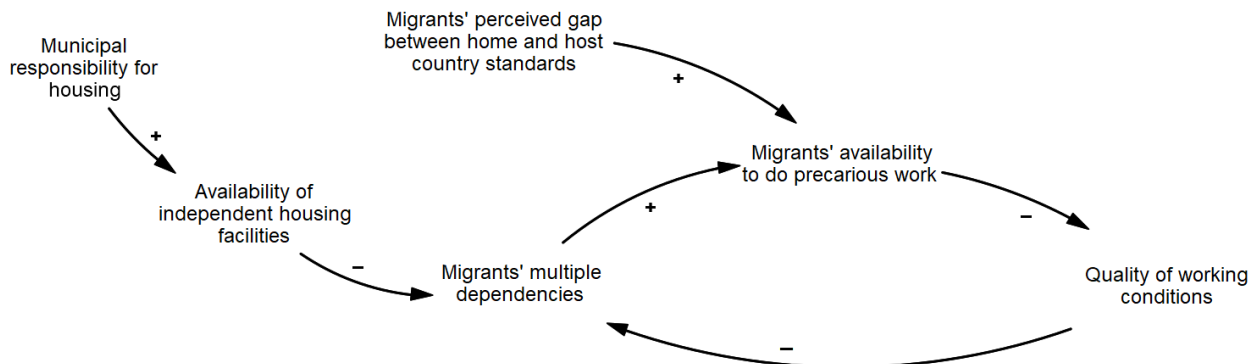 Municipal
responsibility for
housing
+
Availability of
independent housing
facilities
–
Migrants' multiple
dependencies
+
Migrants' perceived gap
between home and host
country standards
+
Migrants' availability
to do precarious work
–
Quality of working
conditions
–